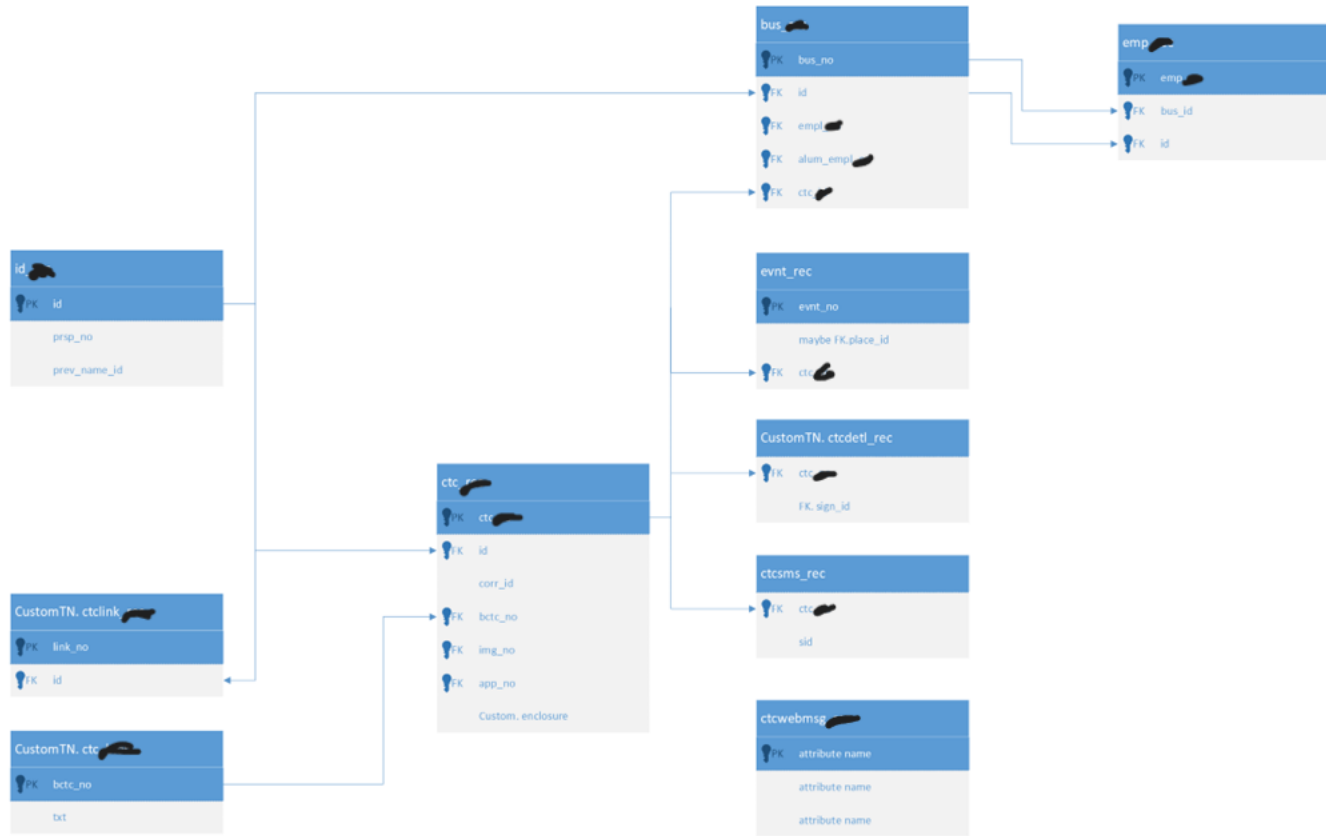 bus_
PK bus_no
FK id
FK empl_
FK alum_empl
FK ctc
emp
PK emp
FK bus_id
FK id
id_
PK id
prsp_no
prev_name_id
evnt_rec
PK evnt_no
maybe FK.place_id
FK ctc
CustomTN. ctcdetl_rec
FK ctc
FK. sign_id
ctc_
PK ctc
FK id
corr_id
FK bctc_no
FK img_no
FK app_no
Custom. enclosure
ctcsms_rec
FK ctc
sid
CustomTN. ctclink_
PK link_no
FK id
CustomTN. ctc
PK bctc_no
txt
ctcwebmsg
PK attribute name
attribute name
attribute name